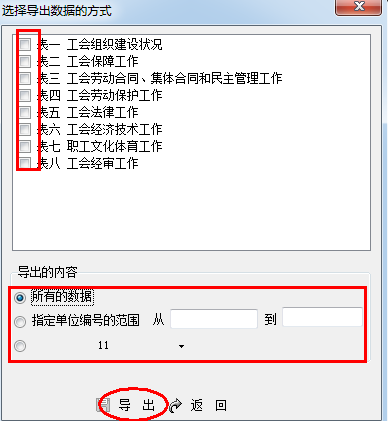 选择导出数据的方式
表一 工会组织建设状况
表二 工会保障工作
表三 工会劳动合同、集体合同和民主管理工作
表四 工会劳动保护工作
表五 工会法律工作
表六 工会经济技术工作
表七 职工文化体育工作
表八 工会经审工作
导出的内容
所有的数据
指定单位编号的范围 从 到
11
导 出 返 回